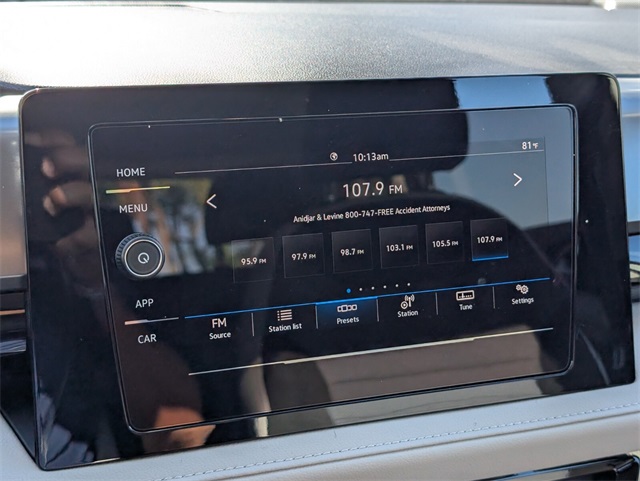 10:13am
81°F
HOME
MENU
APP
CAR
107.9 FM
Anidjar & Levine 800-747-FREE Accident Attorneys
95.9 FM
97.9 FM
98.7 FM
103.1 FM
105.5 FM
107.9 FM
FM
Source
Station list
Presets
Station
Tune
Settings